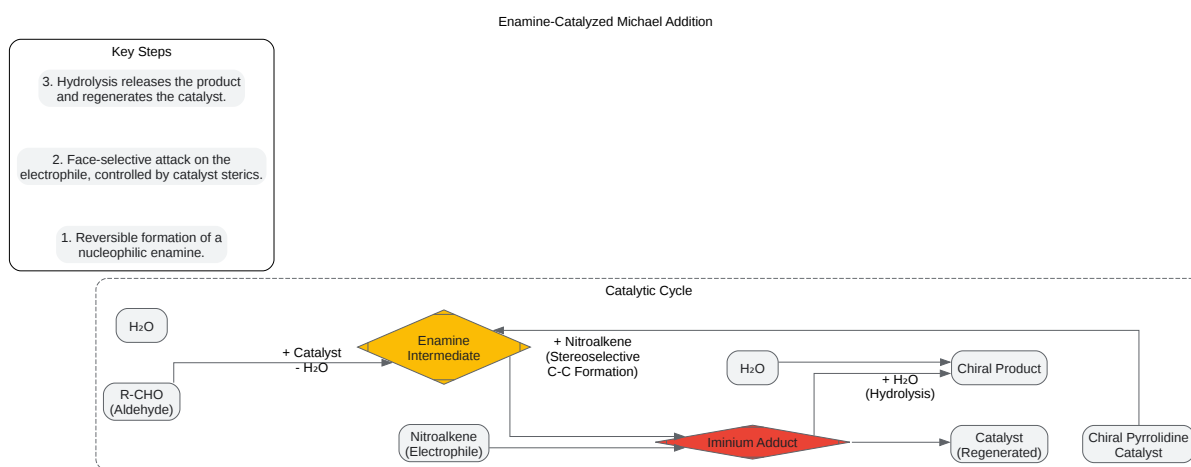 Enamine-Catalyzed Michael Addition
Key Steps
3. Hydrolysis releases the product
and regenerates the catalyst.
2. Face-selective attack on the
electrophile, controlled by catalyst sterics.
1. Reversible formation of a
nucleophilic enamine.
Catalytic Cycle
H₂O
R-CHO
(Aldehyde)
+ Catalyst
- H₂O
Enamine
Intermediate
+ Nitroalkene
(Stereoselective
C-C Formation)
Nitroalkene
(Electrophile)
H₂O
Iminium Adduct
+ H₂O
(Hydrolysis)
Chiral Product
Catalyst
(Regenerated)
Chiral Pyrrolidine
Catalyst